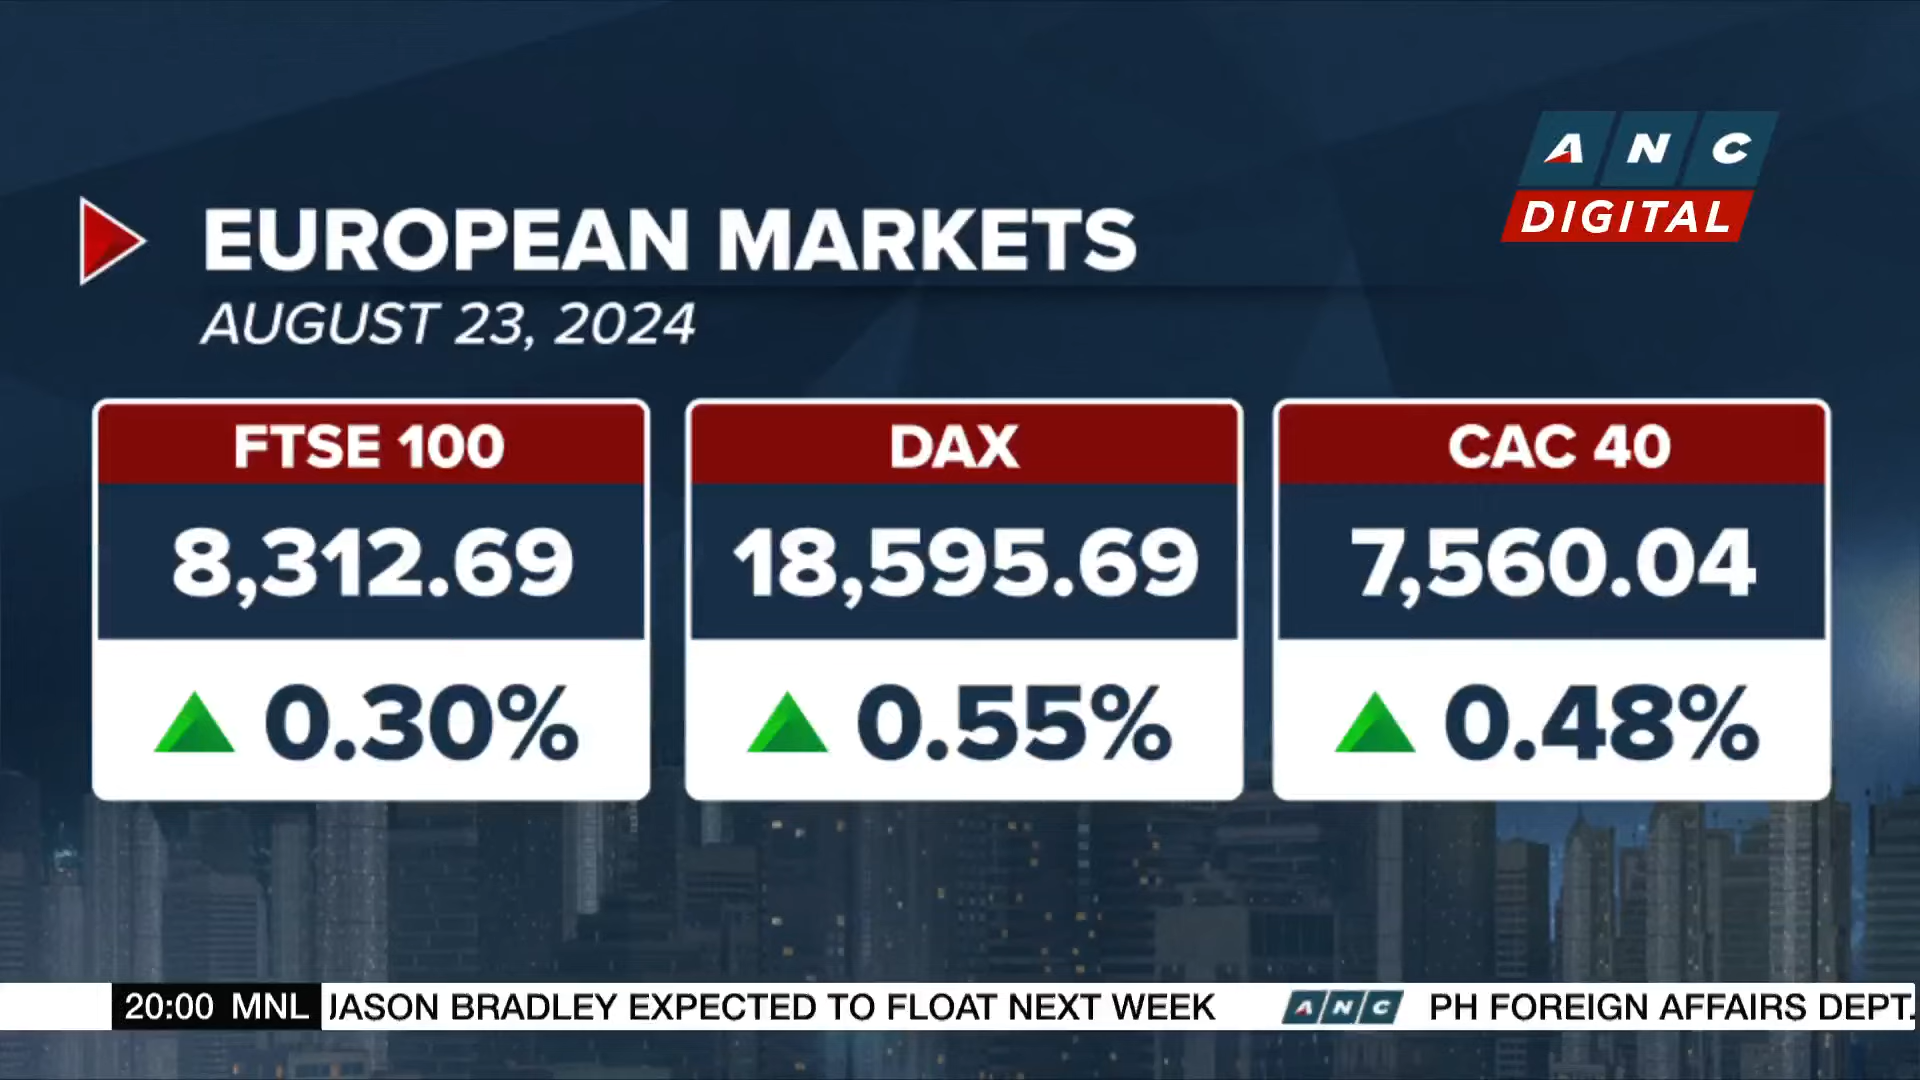 ANC
DIGITAL
EUROPEAN MARKETS
AUGUST 23, 2024
FTSE 100
8,312.69
0.30%
DAX
18,595.69
0.55%
CAC 40
7,560.04
0.48%
20:00 MNL JASON BRADLEY EXPECTED TO FLOAT NEXT WEEK ANC PH FOREIGN AFFAIRS DEPT.